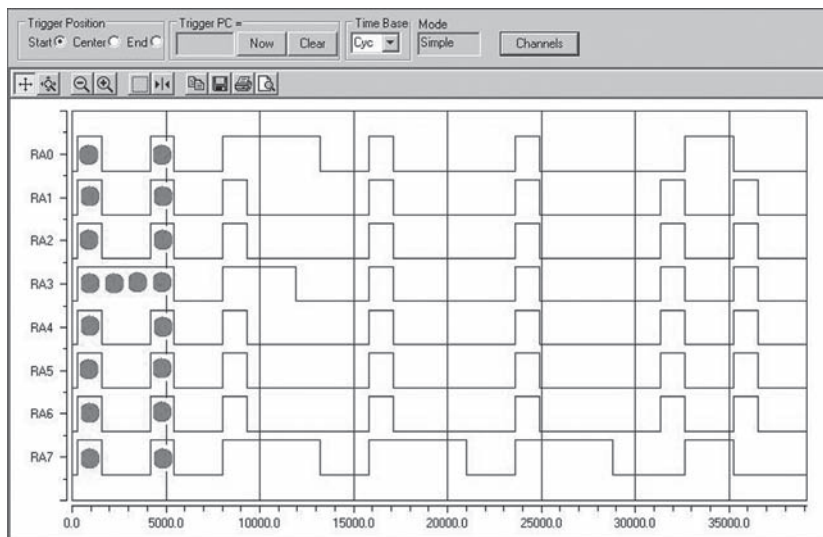 Trigger Position
Start Center End
Trigger PC =
Now Clear
Time Base
Cyc
Mode
Simple
Channels
RA0
RA1
RA2
RA3
RA4
RA5
RA6
RA7
0.0 5000.0 10000.0 15000.0 20000.0 25000.0 30000.0 35000.0